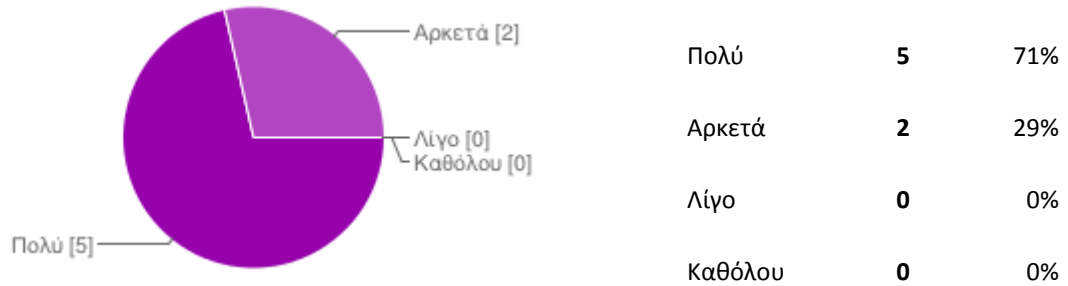 Αρκετά [2]
Λίγο [0]
Καθόλου [0]
Πολύ [5]
Πολύ 5 71%
Αρκετά 2 29%
Λίγο 0 0%
Καθόλου 0 0%